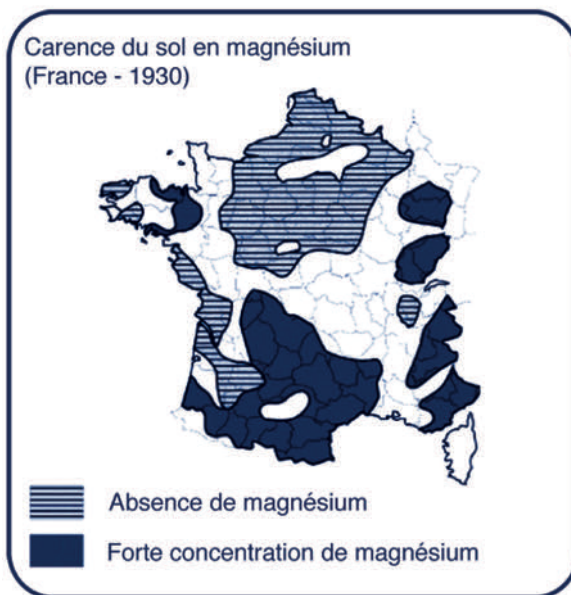 Carence du sol en magnésium
(France - 1930)
Absence de magnésium
Forte concentration de magnésium